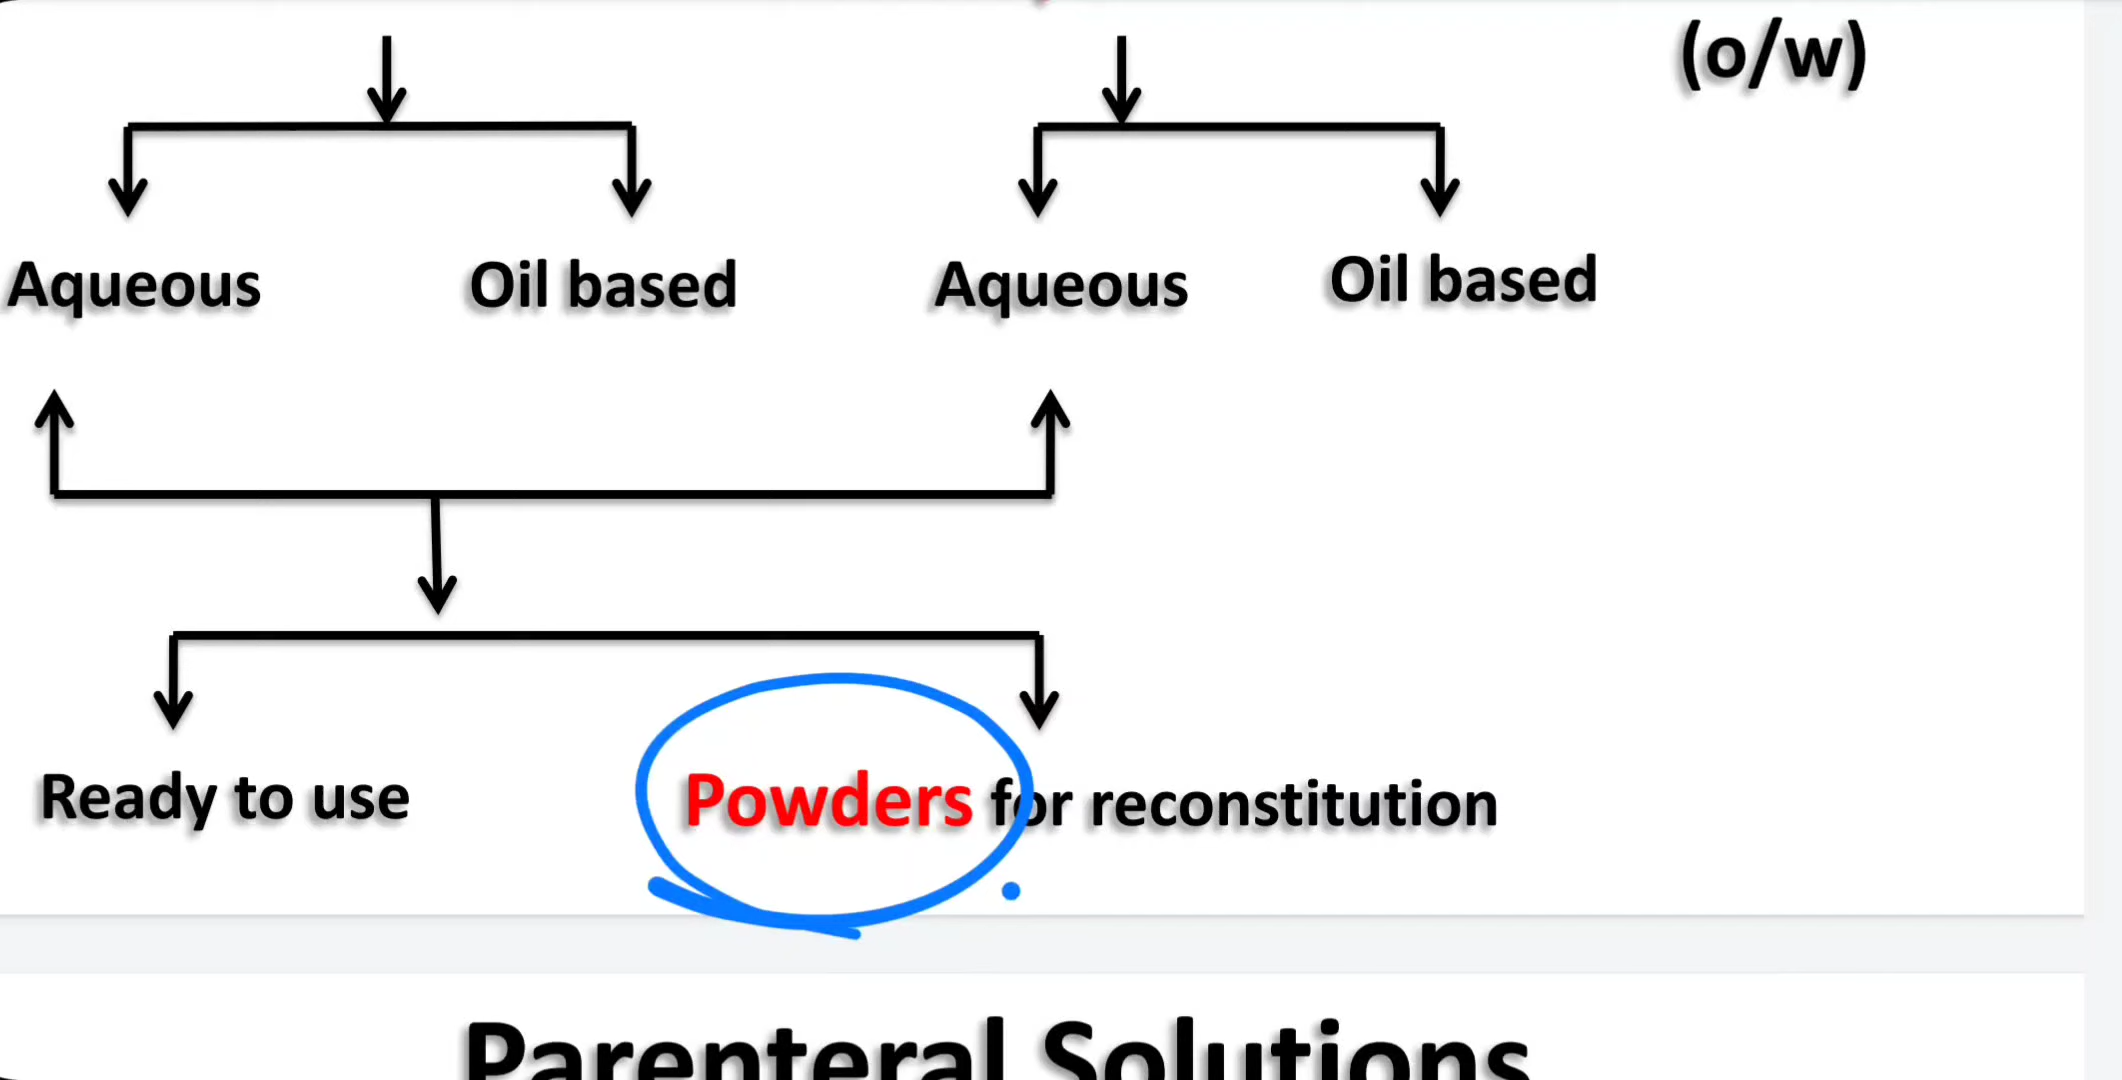 (o/w)
Aqueous Oil based Aqueous Oil based
Ready to use Powders for reconstitution
Parenteral Solutions